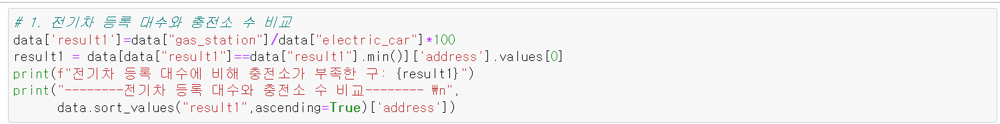 # 1. 전기차 등록 대수와 충전소 수 비교
data['result1']=data["gas_station"]/data["electric_car"]*100
result1 = data[data["result1"]==data["result1"].min()]['address'].values[0]
print(f"전기차 등록 대수에 비해 충전소가 부족한 구: {result1}")
print("--------전기차 등록 대수와 충전소 수 비교-------- ₩n",
data.sort_values("result1",ascending=True)['address'])